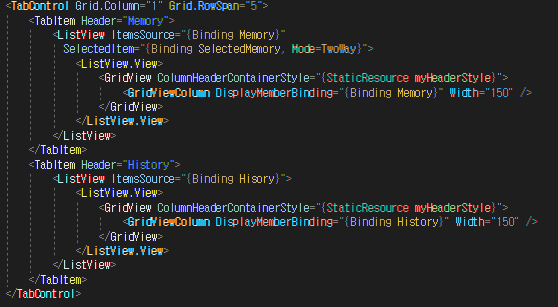 <TabControl Grid.Column="1" Grid.RowSpan="5">
<TabItem Header="Memory">
<ListView ItemsSource="{Binding Memory}"
SelectedItem="{Binding SelectedMemory, Mode=TwoWay}">
<ListView.View>
<GridView ColumnHeaderContainerStyle="{StaticResource myHeaderStyle}">
<GridViewColumn DisplayMemberBinding="{Binding Memory}" Width="150" />
</GridView>
</ListView.View>
</ListView>
</TabItem>
<TabItem Header="History">
<ListView ItemsSource="{Binding Hisory}">
<ListView.View>
<GridView ColumnHeaderContainerStyle="{StaticResource myHeaderStyle}">
<GridViewColumn DisplayMemberBinding="{Binding History}" Width="150" />
</GridView>
</ListView.View>
</ListView>
</TabItem>
</TabControl>